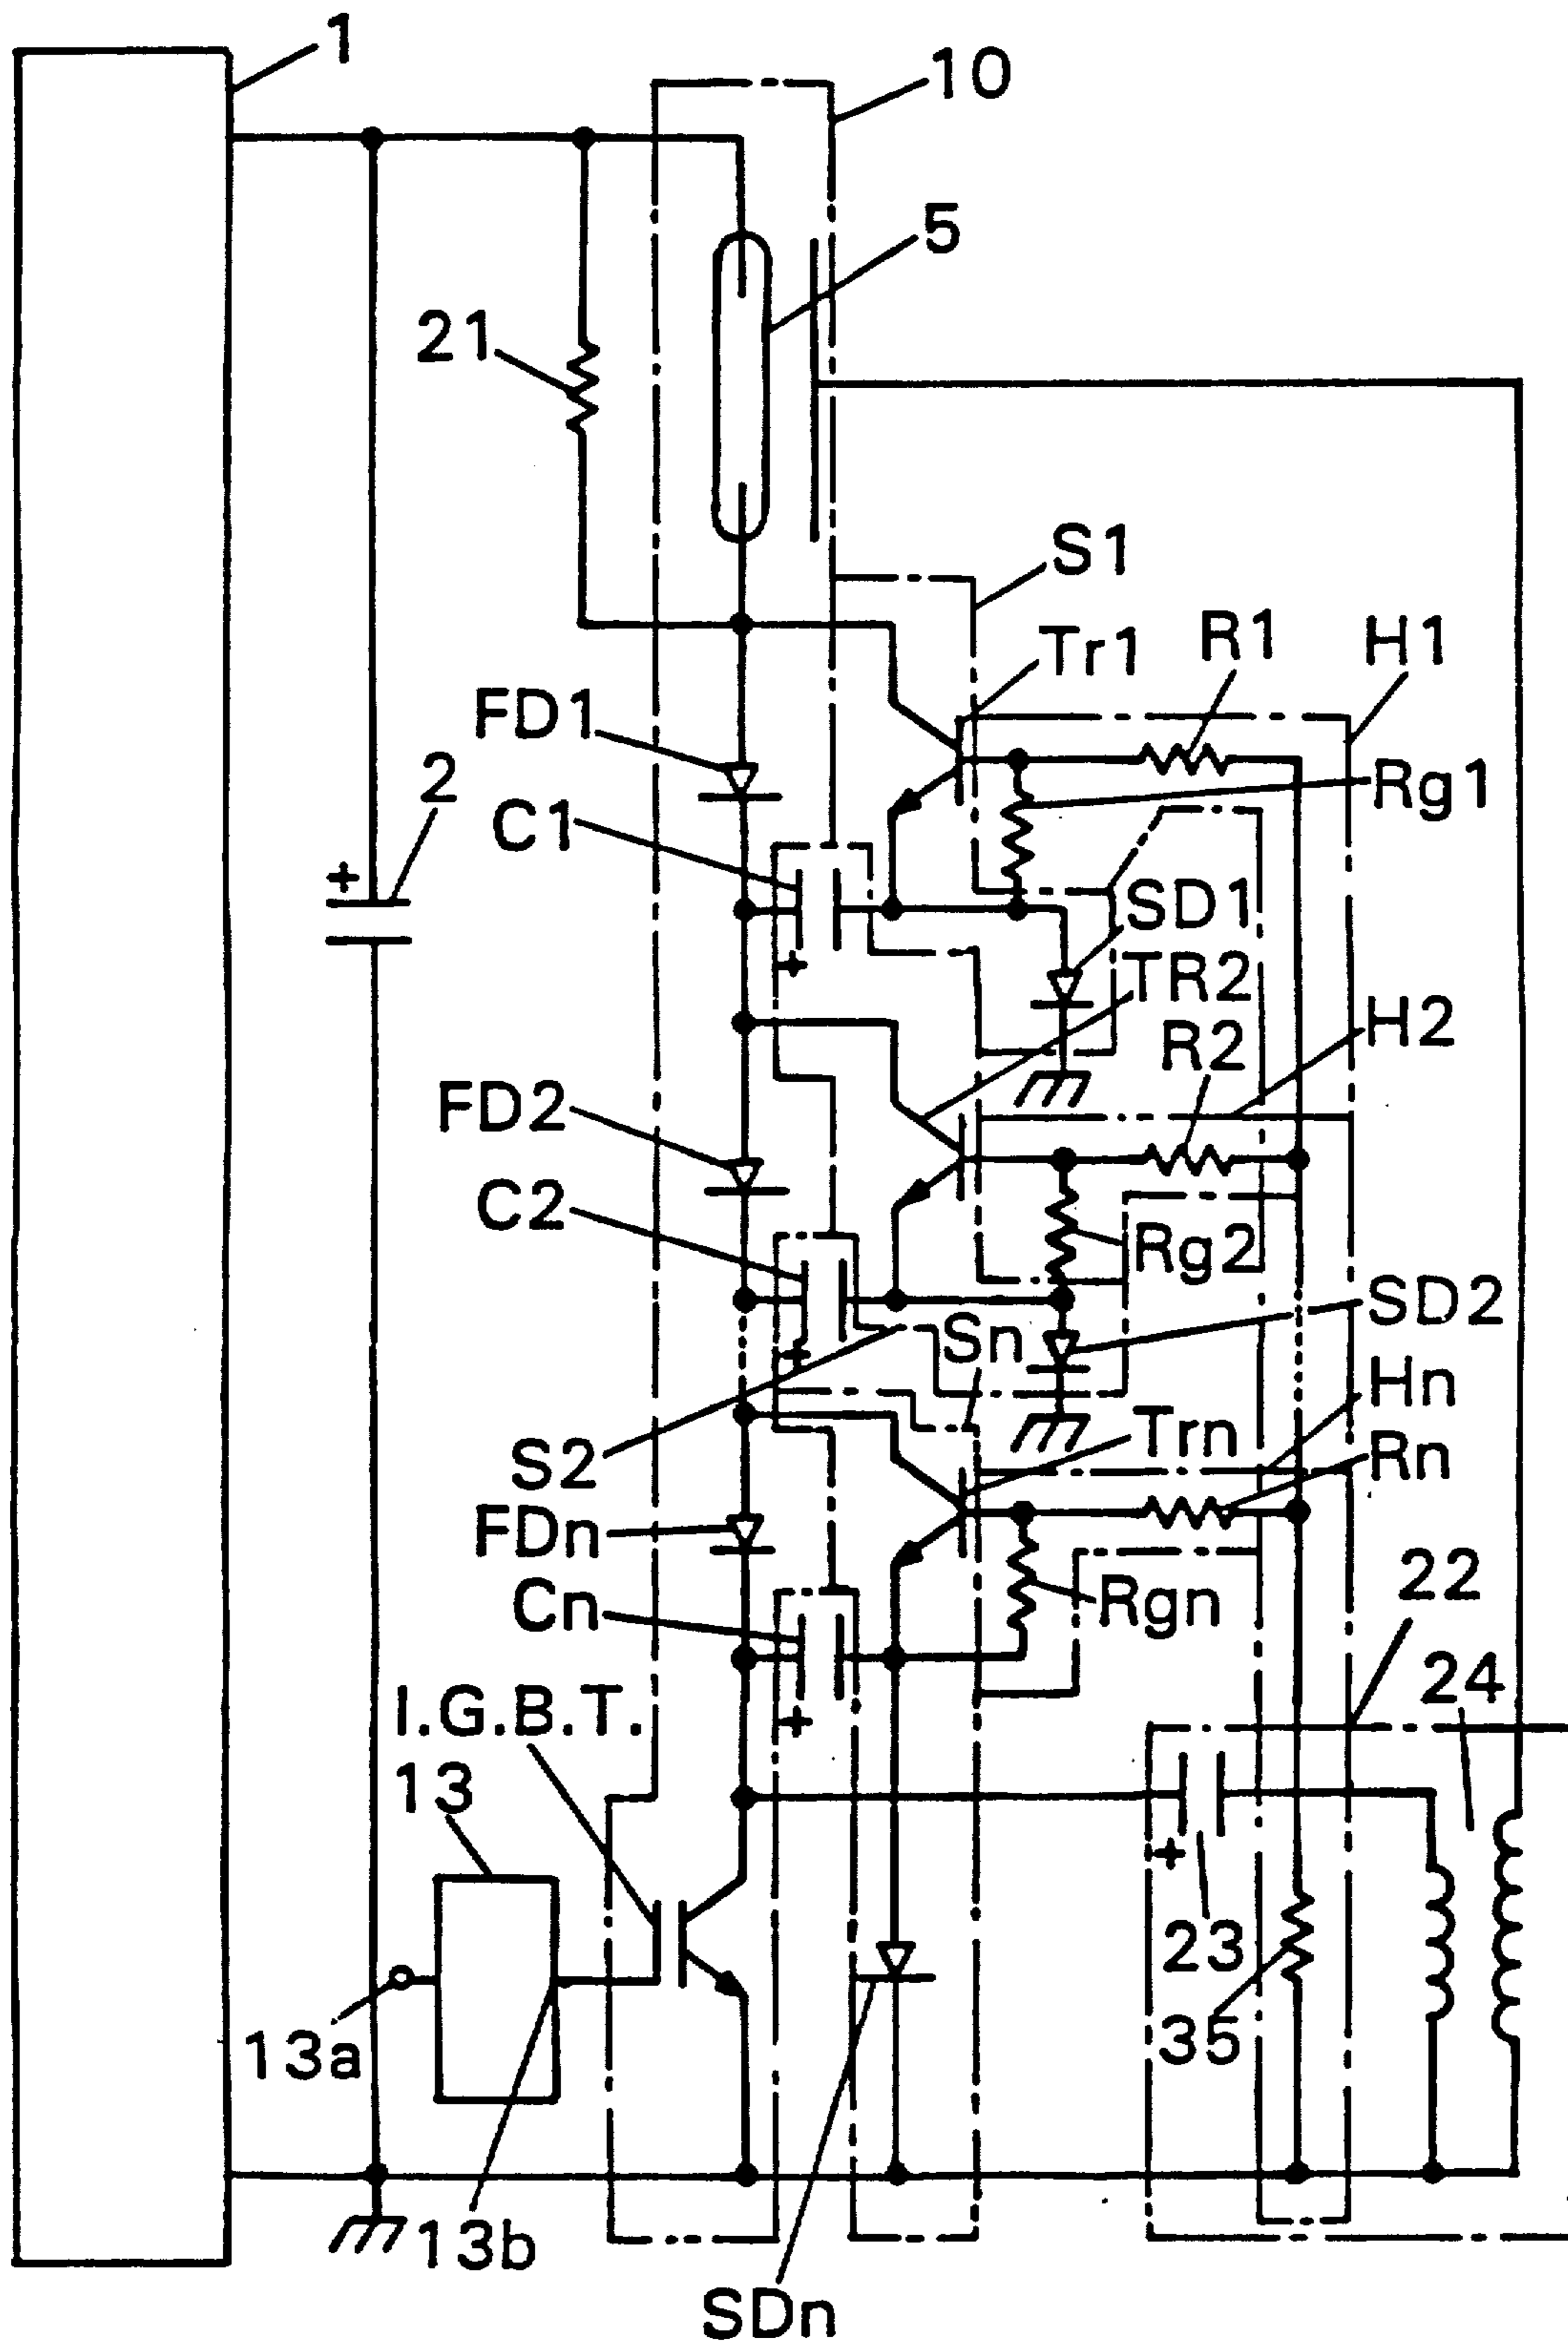 1
10
5
21
S1
Tr1
R1
H1
FD1
Rg1
2
C1
+
SD1
+
TR2
R2
H2
FD2
C2
Rg2
SD2
Sn
+
Hn
Trn
Rn
S2
FDn
22
Cn
Rgn
24
I.G.B.T.
+
13
+
23
35
13a
13b
SDn